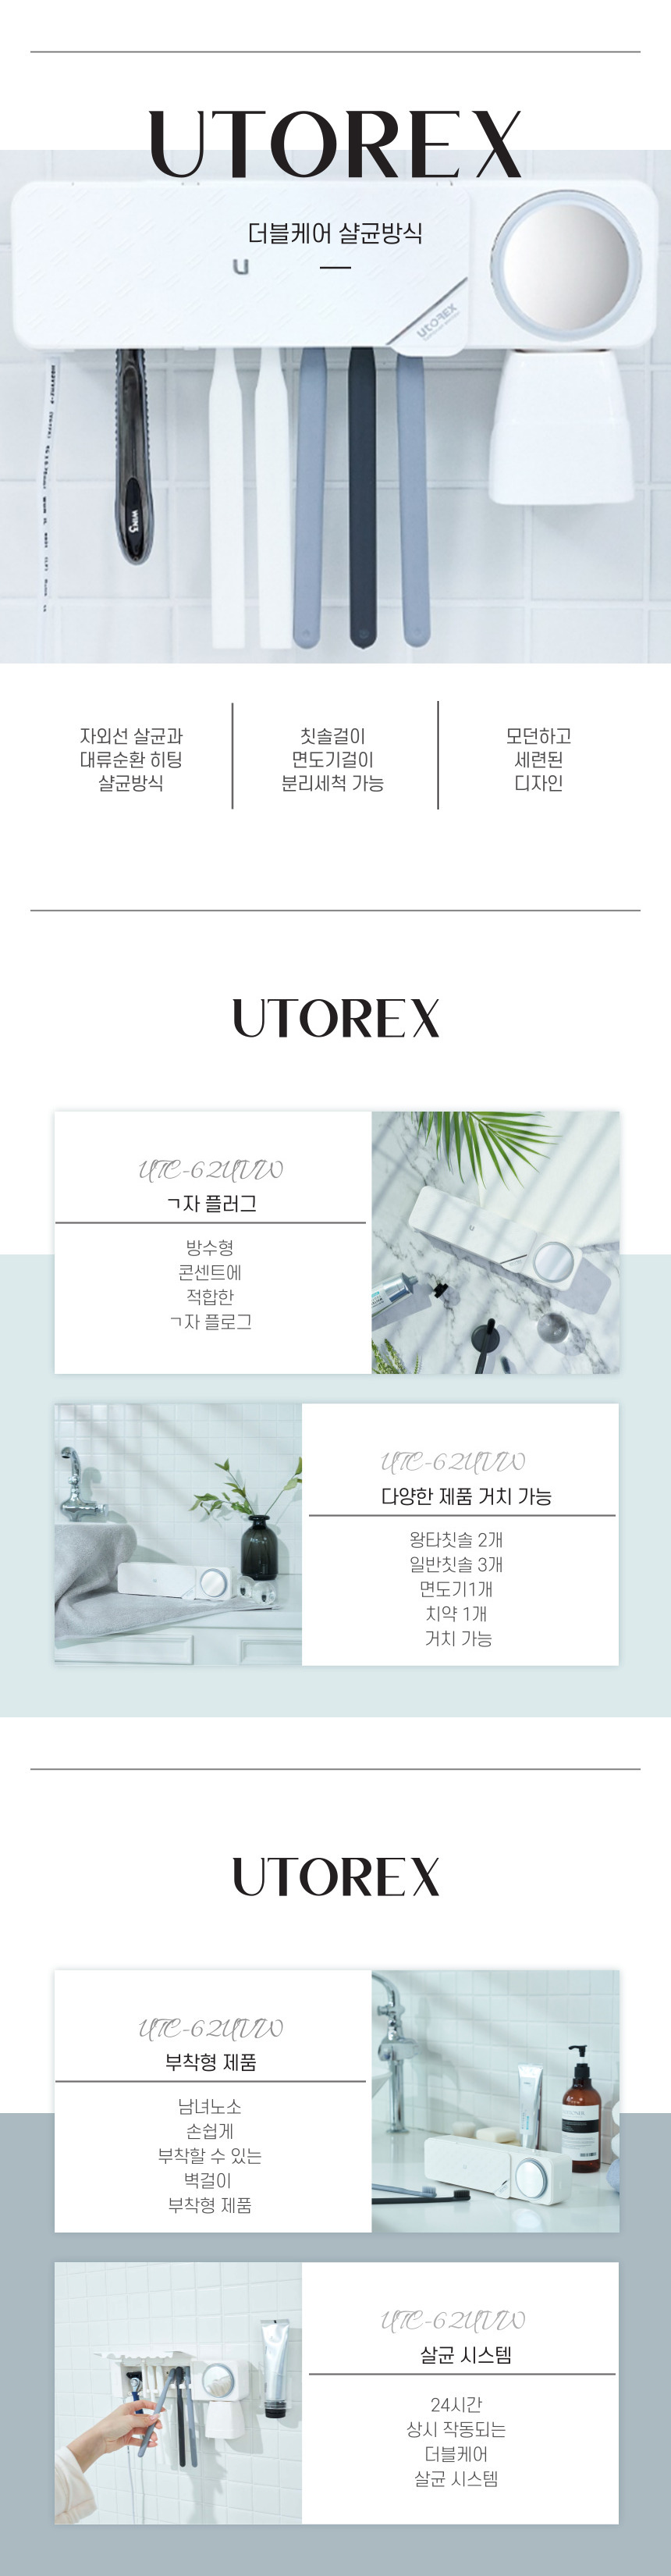 UTOREX
더블케어 샬균방식
U
UTOREX
WIN3
자외선 살균과
대류순환 히팅
샬균방식
칫솔걸이
면도기걸이
분리세척 가능
모던하고
세련된
디자인
UTOREX
UTC-62UVW
ㄱ자 플러그
방수형
콘센트에
적합한
ㄱ자 플로그
UTC-62UVW
다양한 제품 거치 가능
왕타칫솔 2개
일반칫솔 3개
면도기1개
치약 1개
거치 가능
UTOREX
UTC-62UVW
부착형 제품
남녀노소
손쉽게
부착할 수 있는
벽걸이
부착형 제품
UTC-62UVW
살균 시스템
24시간
상시 작동되는
더블케어
살균 시스템